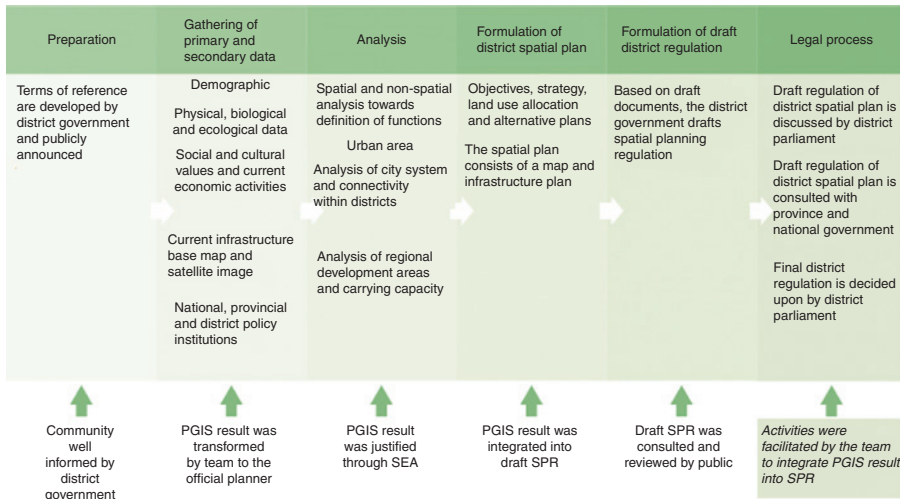 Preparation
Gathering of
primary and
secondary data
Analysis
Formulation of
district spatial plan
Formulation of draft
district regulation
Legal process
Terms of reference
are developed by
district government
and publicly
announced
Demographic
Physical, biological
and ecological data
Social and cultural
values and current
economic activities
Current infrastructure
base map and
satellite image
National, provincial
and district policy
institutions
Spatial and non-spatial
analysis towards
definition of functions
Urban area
Analysis of city system
and connectivity
within districts
Analysis of regional
development areas
and carrying capacity
Objectives, strategy,
land use allocation
and alternative plans
The spatial plan
consists of a map and
infrastructure plan
Based on draft
documents, the district
government drafts
spatial planning
regulation
Draft regulation of
district spatial plan is
discussed by district
parliament
Draft regulation of
district spatial plan is
consulted with
province and
national government
Final district
regulation is decided
upon by district
parliament
Community
well
informed by
district
government
PGIS result was
transformed
by team to the
official planner
PGIS result
was justified
through SEA
PGIS result was
integrated into
draft SPR
Draft SPR was
consulted and
reviewed by public
Activities were
facilitated by the team
to integrate PGIS result
into SPR